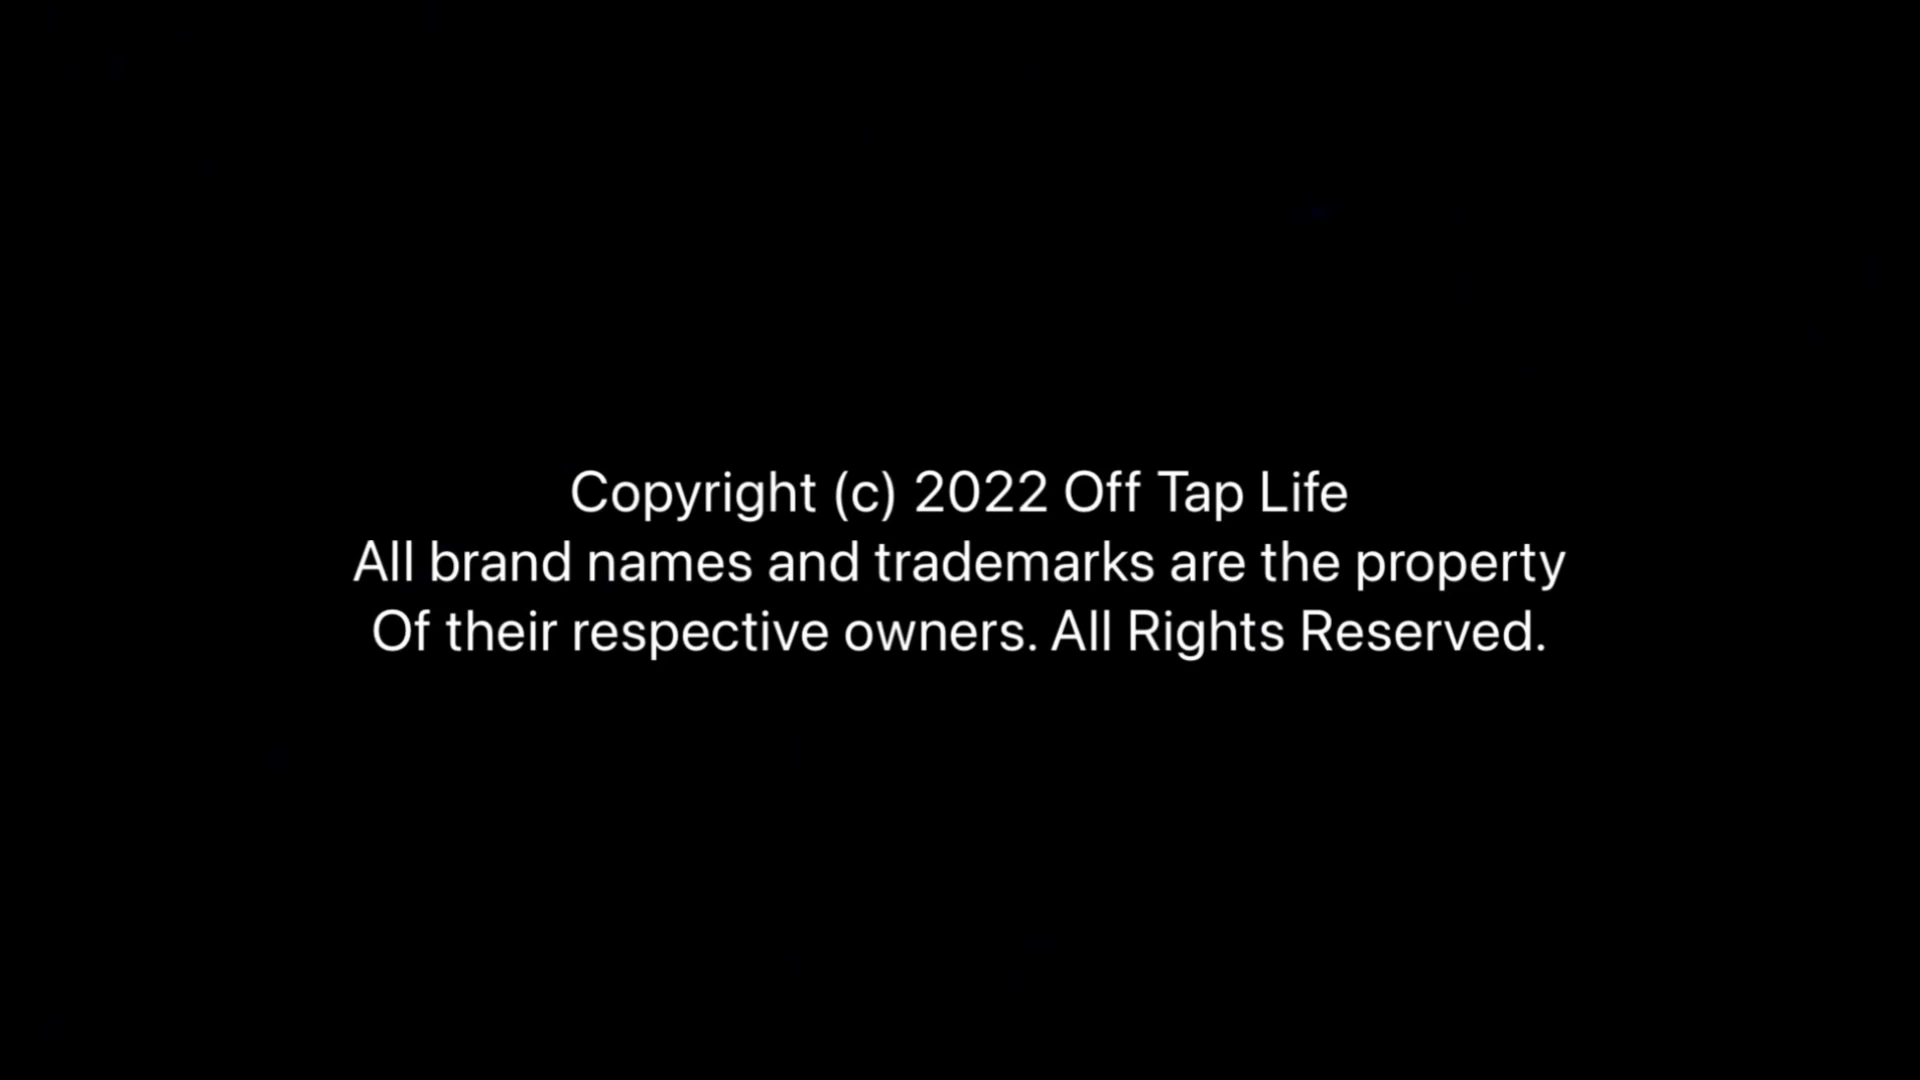 Copyright (c) 2022 Off Tap Life
All brand names and trademarks are the property
Of their respective owners. All Rights Reserved.